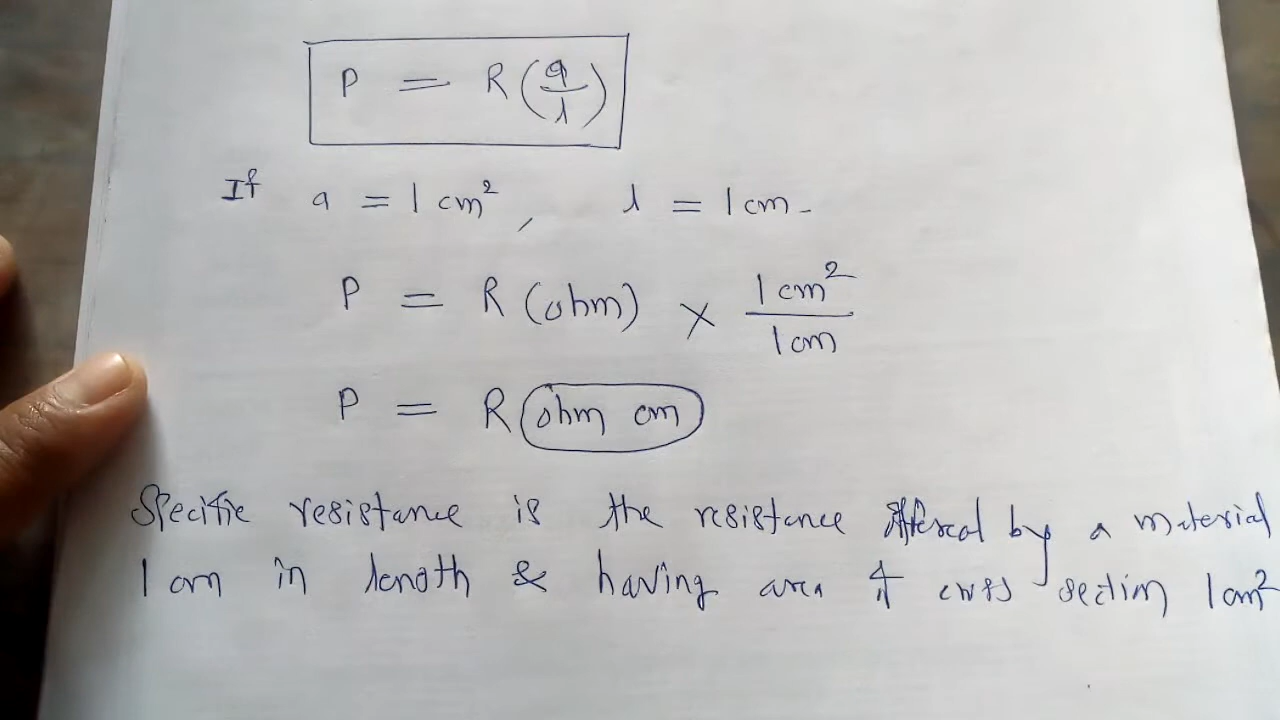 P = R(a/l)
If a = 1 cm², l = 1 cm.
P = R (ohm) × 1 cm²/1 cm
P = R (ohm cm)
Specific resistance is the resistance offered by a material
1 cm in length & having area of cross section 1 cm²